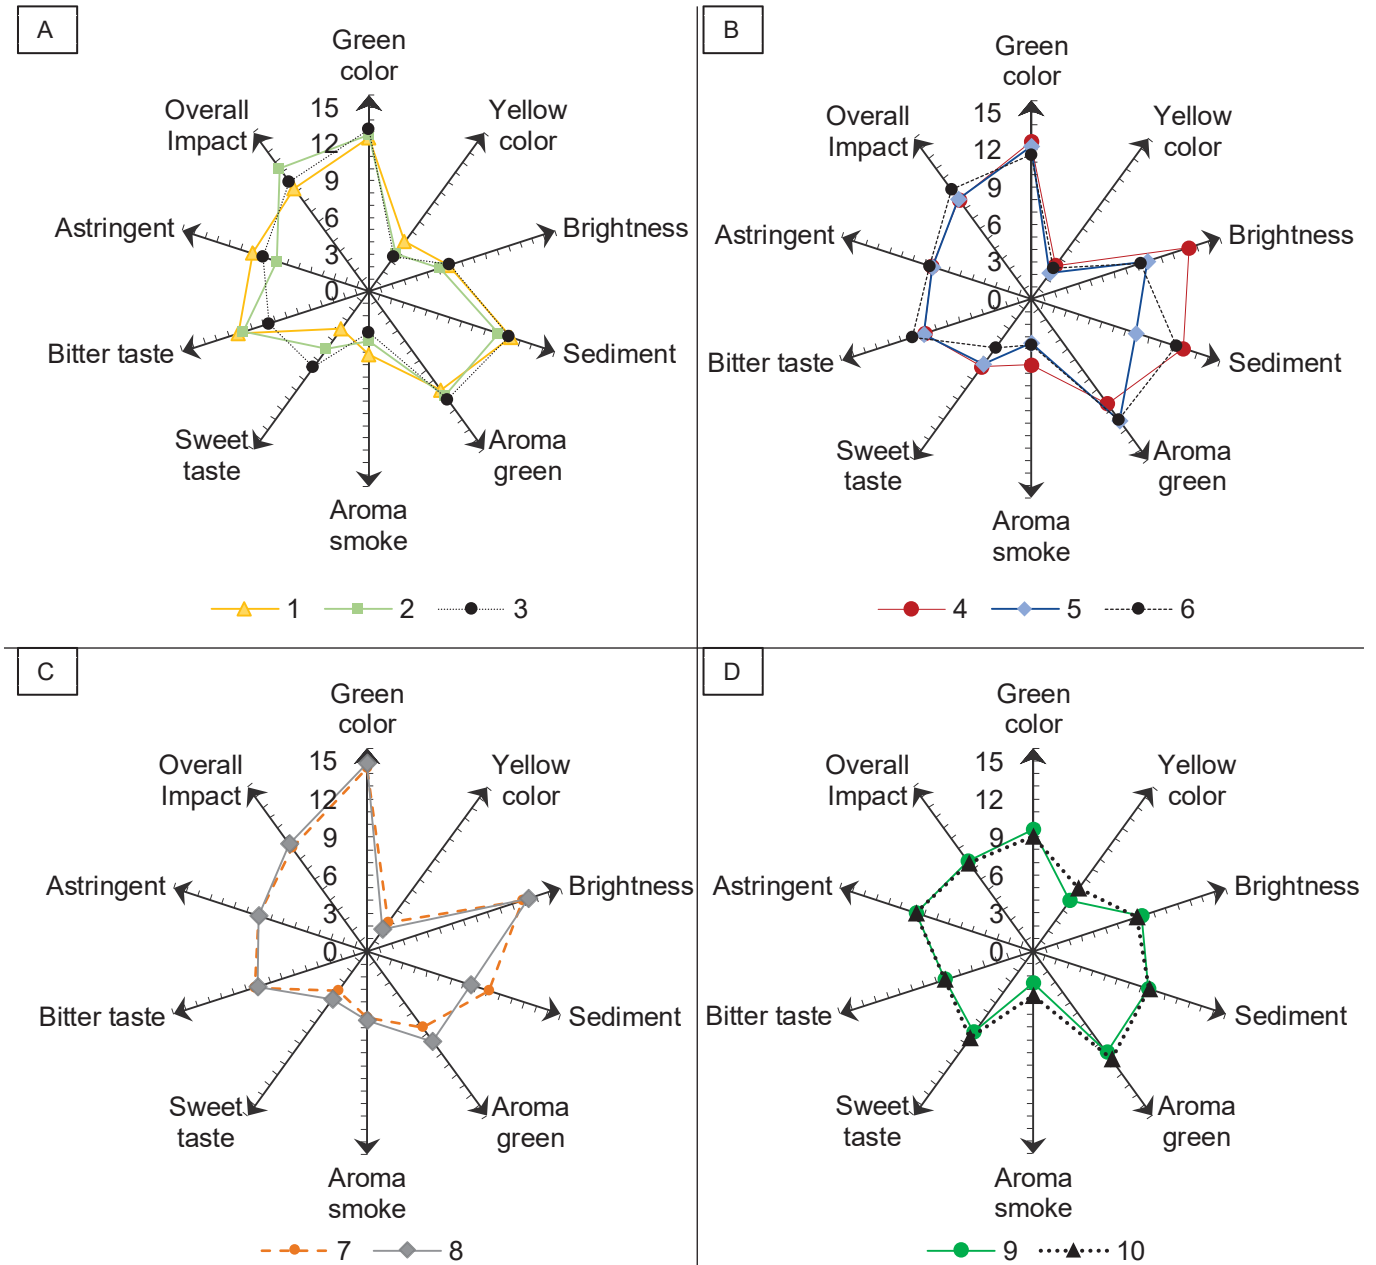 A
Green
color
Overall
Impact
Yellow
color
15
12
9
6
3
0
Astringent
Brightness
Bitter taste
Sediment
Sweet
taste
Aroma
green
Aroma
smoke
1 2 3
B
Green
color
Overall
Impact
Yellow
color
15
12
9
6
3
0
Astringent
Brightness
Bitter taste
Sediment
Sweet
taste
Aroma
green
Aroma
smoke
4 5 6
C
Green
color
Overall
Impact
Yellow
color
15
12
9
6
3
0
Astringent
Brightness
Bitter taste
Sediment
Sweet
taste
Aroma
green
Aroma
smoke
7 8
D
Green
color
Overall
Impact
Yellow
color
15
12
9
6
3
0
Astringent
Brightness
Bitter taste
Sediment
Sweet
taste
Aroma
green
Aroma
smoke
9 10